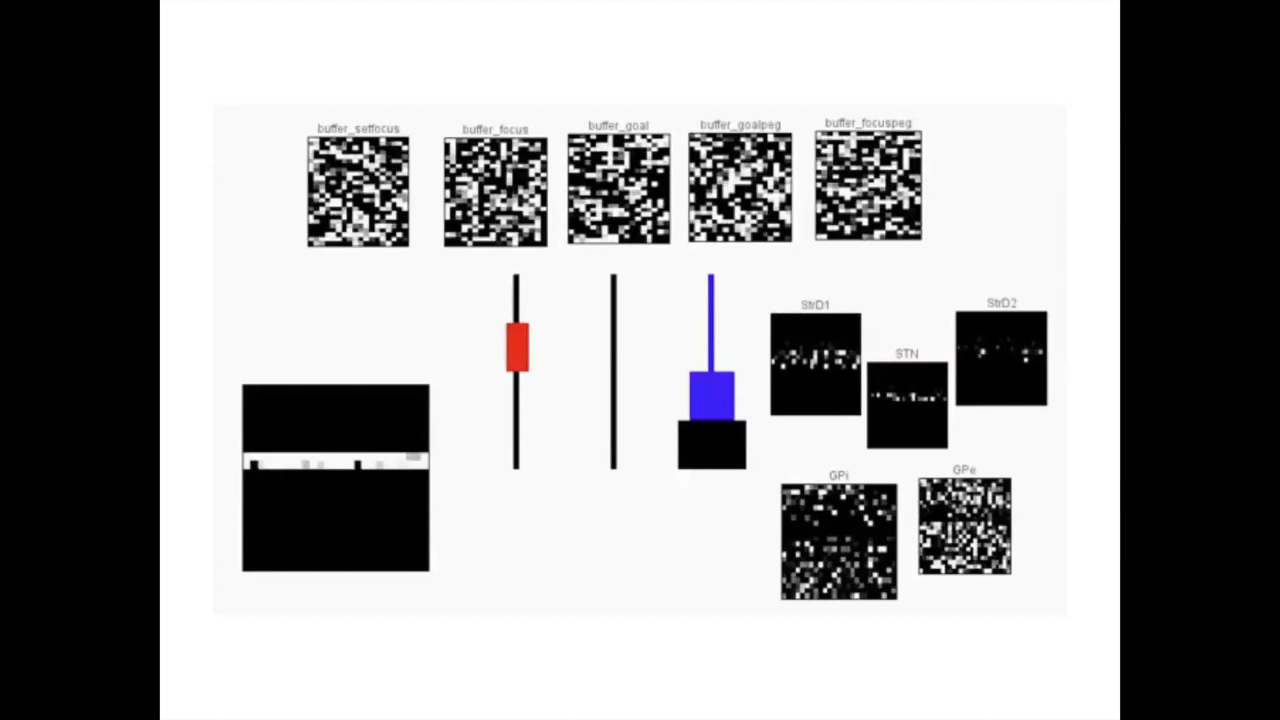 buffer_setfocus
buffer_focus
buffer_goal
buffer_goalpeg
buffer_focuspeg
StrD1
StrD2
STN
GPi
GPe